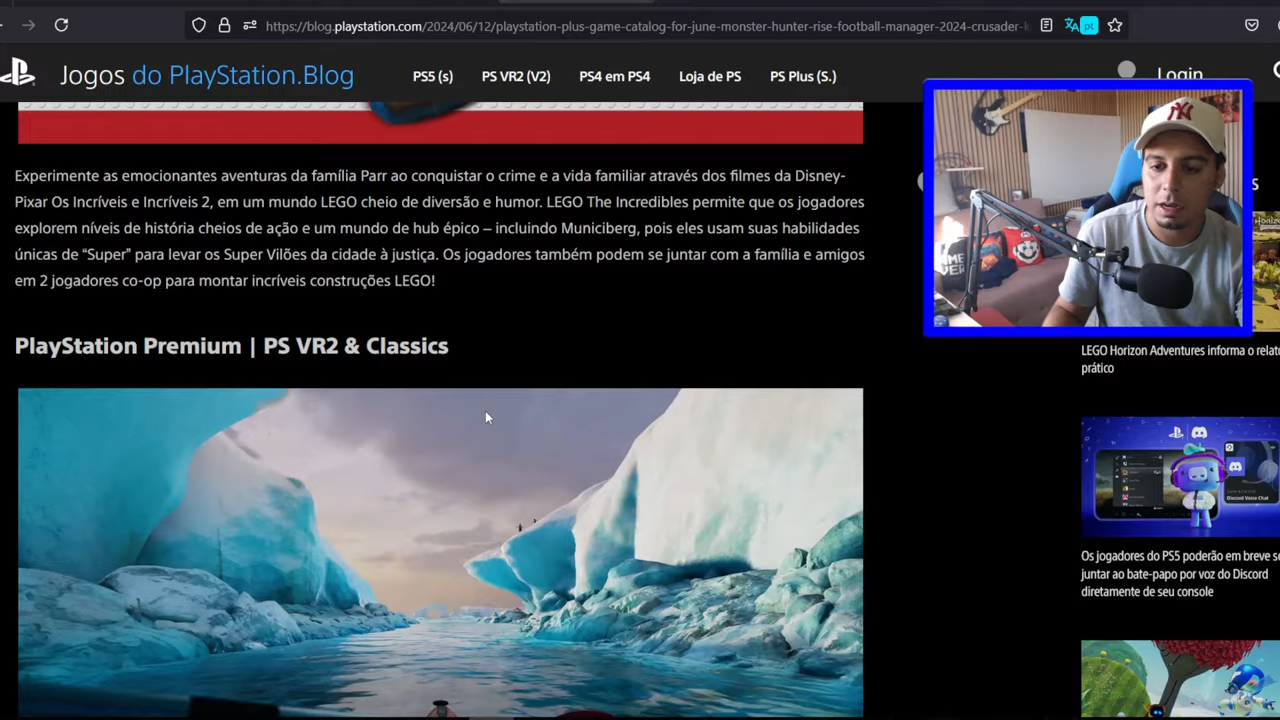 https://blog.playstation.com/2024/06/12/playstation-plus-game-catalog-for-june-monster-hunter-rise-football-manager-2024-crusader-
pt
Jogos do PlayStation.Blog
PS5 (s)
PS VR2 (V2)
PS4 em PS4
Loja de PS
PS Plus (S.)
Login
Experimente as emocionantes aventuras da família Parr ao conquistar o crime e a vida familiar através dos filmes da Disney-
Pixar Os Incríveis e Incríveis 2, em um mundo LEGO cheio de diversão e humor. LEGO The Incredibles permite que os jogadores
explorem níveis de história cheios de ação e um mundo de hub épico – incluindo Municiberg, pois eles usam suas habilidades
únicas de “Super” para levar os Super Vilões da cidade à justiça. Os jogadores também podem se juntar com a família e amigos
em 2 jogadores co-op para montar incríveis construções LEGO!
PlayStation Premium | PS VR2 & Classics
LEGO Horizon Adventures informa o
prático
Discord Voice Chat
Os jogadores do PS5 poderão em breve
juntar ao bate-papo por voz do Discord
diretamente de seu console